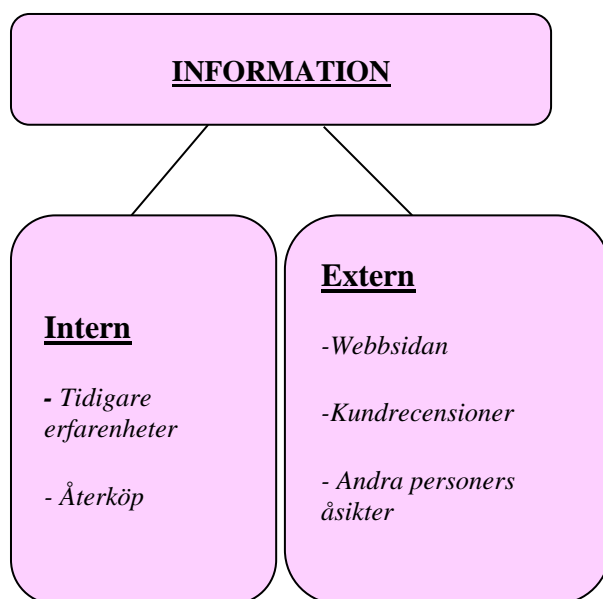 INFORMATION
Intern
- Tidigare
erfarenheter
- Återköp
Extern
-Webbsidan
-Kundrecensioner
- Andra personers
åsikter